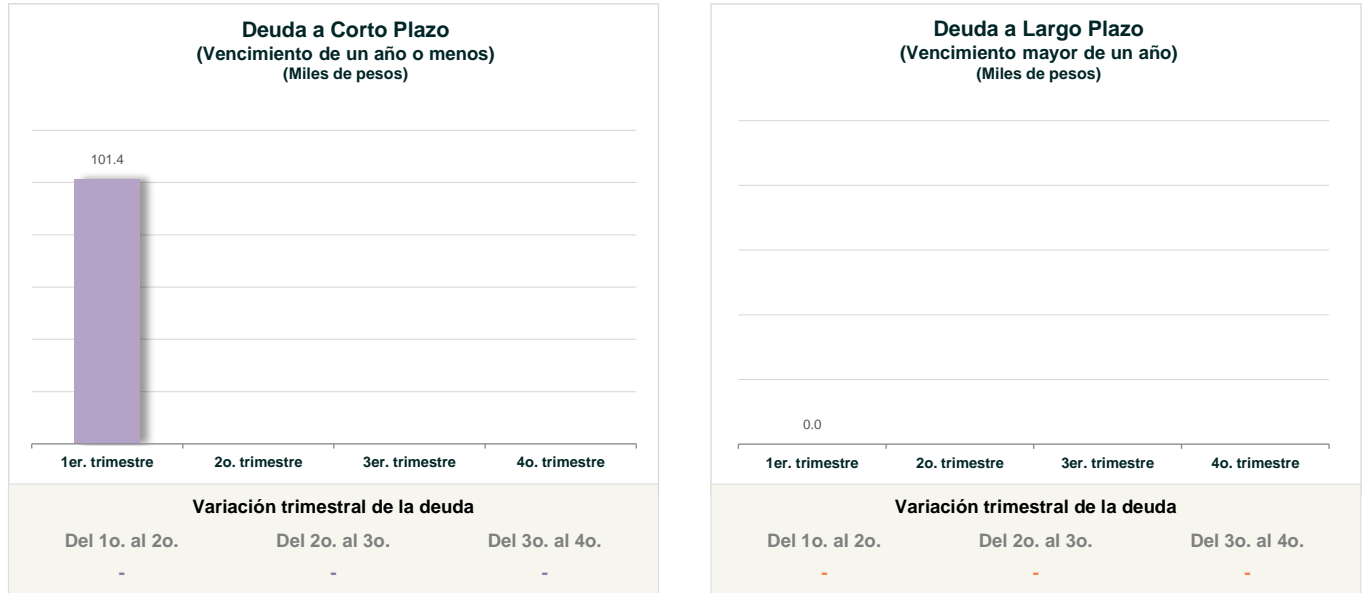 Deuda a Corto Plazo
(Vencimiento de un año o menos)
(Miles de pesos)
101.4
1er. trimestre 2o. trimestre 3er. trimestre 4o. trimestre
Variación trimestral de la deuda
Del 1o. al 2o. Del 2o. al 3o. Del 3o. al 4o.
- - -
Deuda a Largo Plazo
(Vencimiento mayor de un año)
(Miles de pesos)
0.0
1er. trimestre 2o. trimestre 3er. trimestre 4o. trimestre
Variación trimestral de la deuda
Del 1o. al 2o. Del 2o. al 3o. Del 3o. al 4o.
- - -